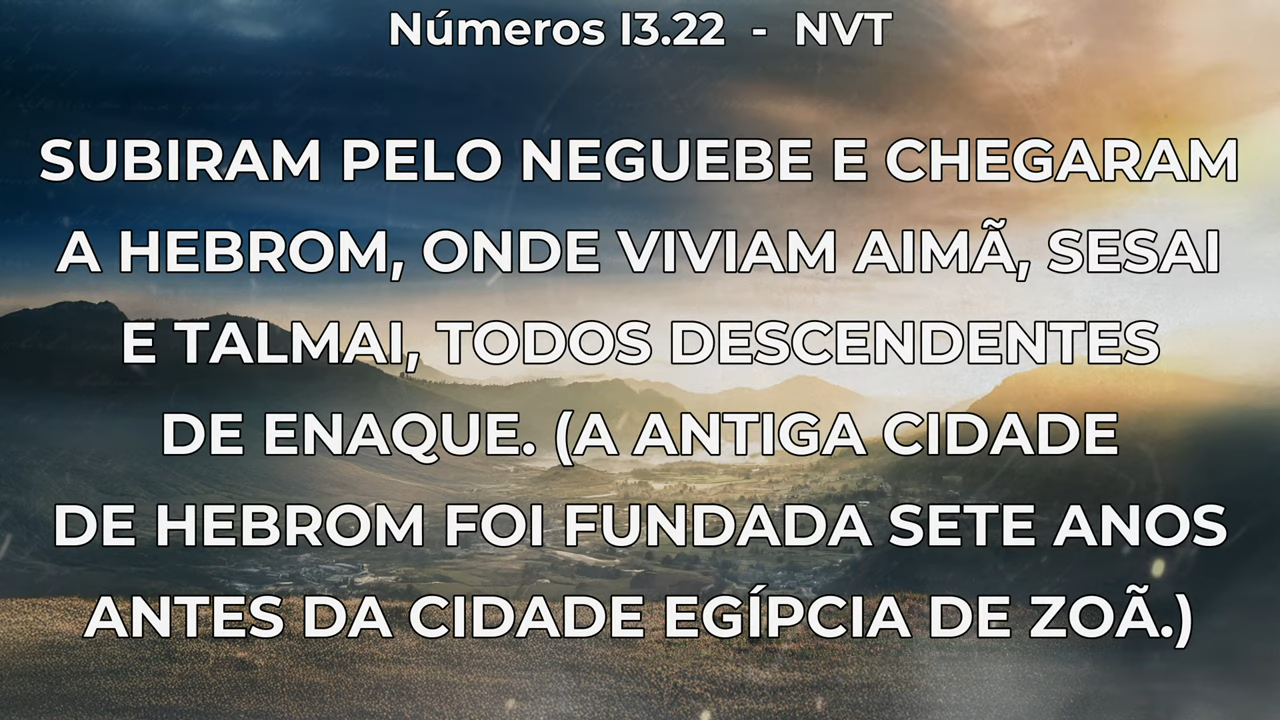 Números I3.22 - NVT
SUBIRAM PELO NEGUEBE E CHEGARAM
A HEBROM, ONDE VIVIAM AIMÃ, SESAI
E TALMAI, TODOS DESCENDENTES
DE ENAQUE. (A ANTIGA CIDADE
DE HEBROM FOI FUNDADA SETE ANOS
ANTES DA CIDADE EGÍPCIA DE ZOÃ.)